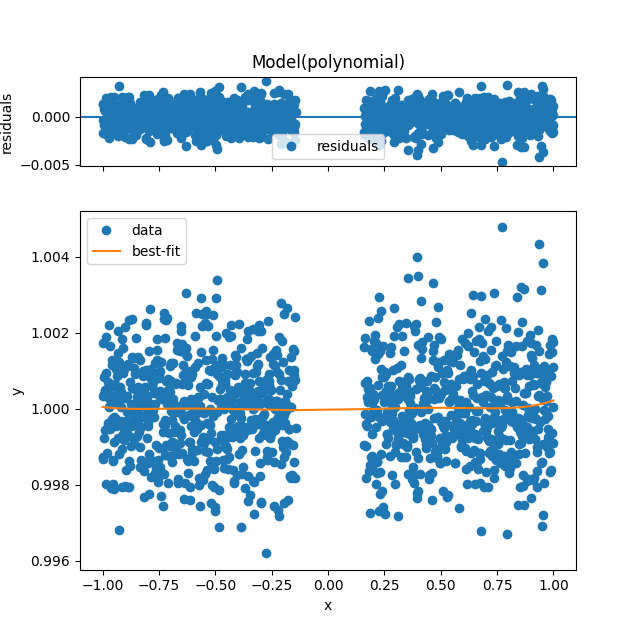 Model(polynomial)
residuals
0.000
−0.005
residuals
data
best-fit
y
1.004
1.002
1.000
0.998
0.996
−1.00 −0.75 −0.50 −0.25 0.00 0.25 0.50 0.75 1.00
x